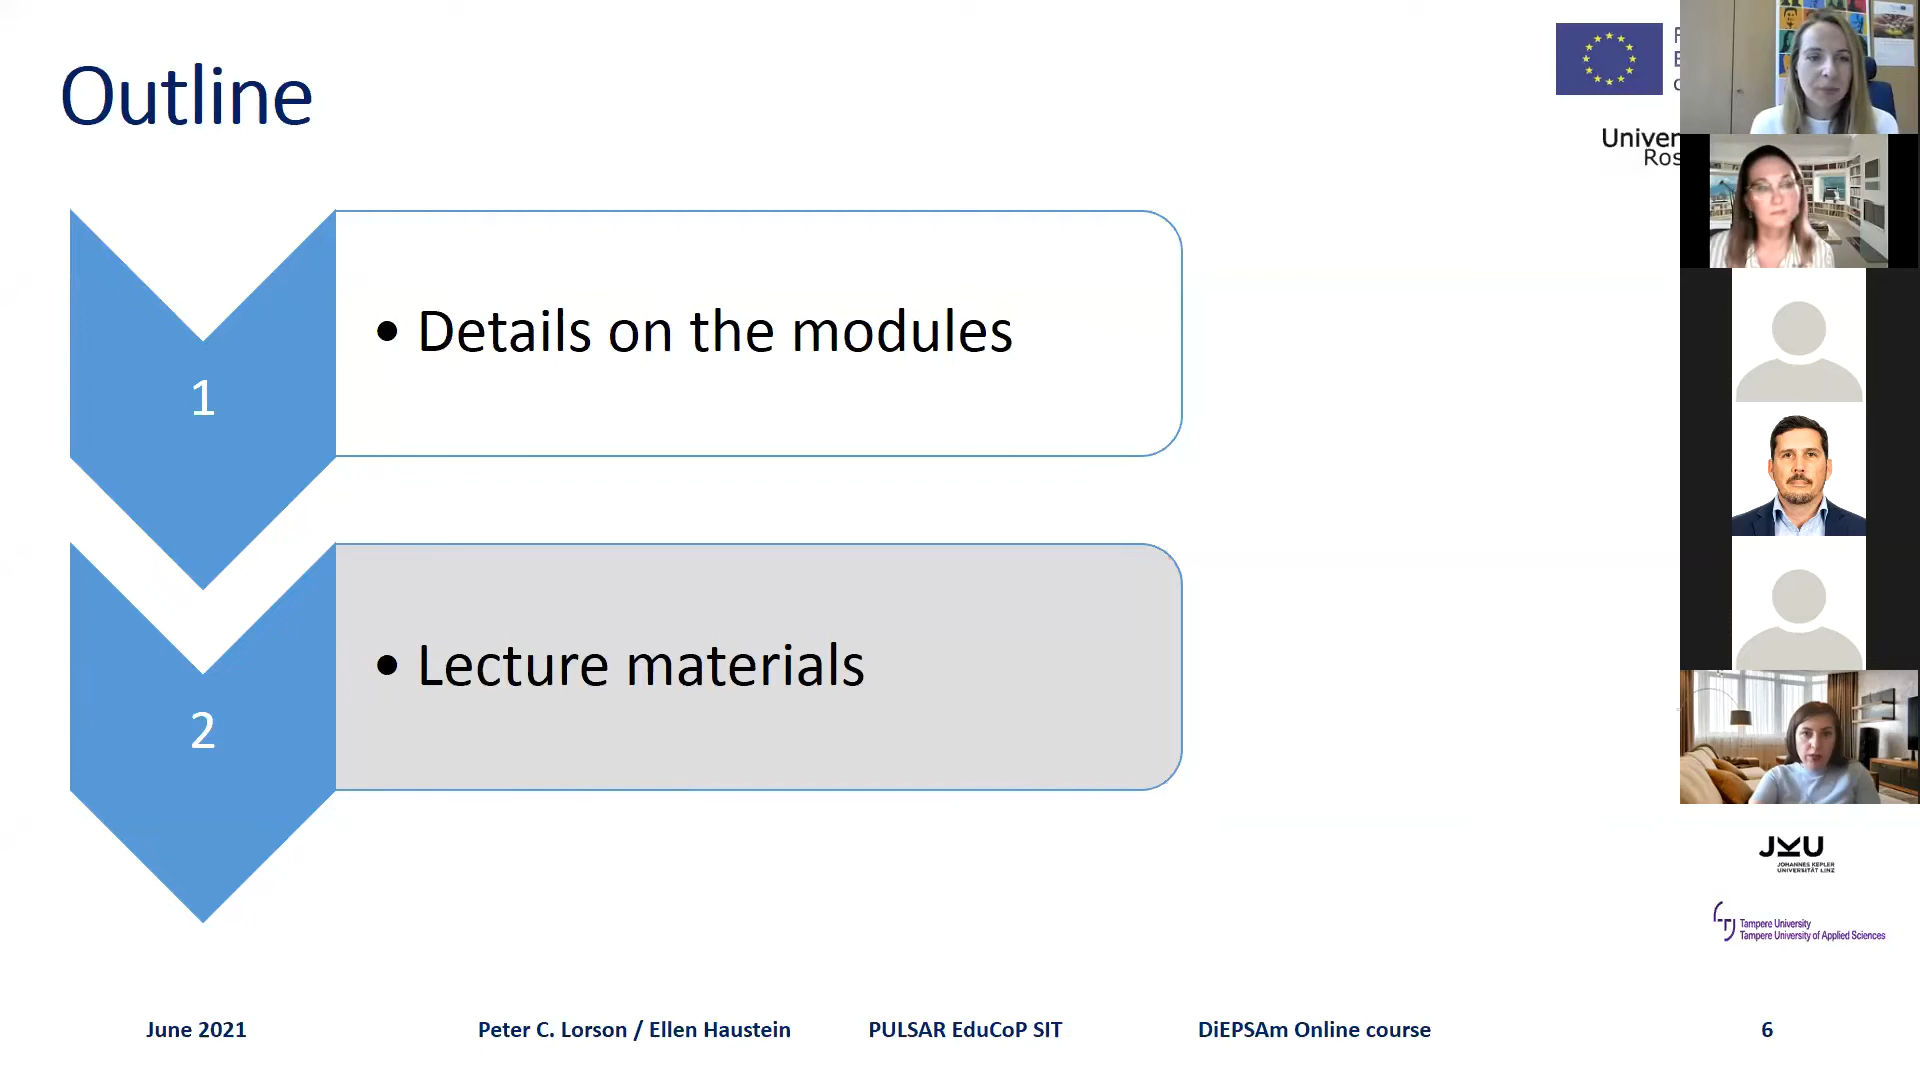 Outline
Univer
Ros
1
• Details on the modules
2
• Lecture materials
JKU
JOHANNES KEPLER
UNIVERSITÄT LINZ
Tampere University
Tampere University of Applied Sciences
June 2021
Peter C. Lorson / Ellen Haustein
PULSAR EduCoP SIT
DiEPSAm Online course
6